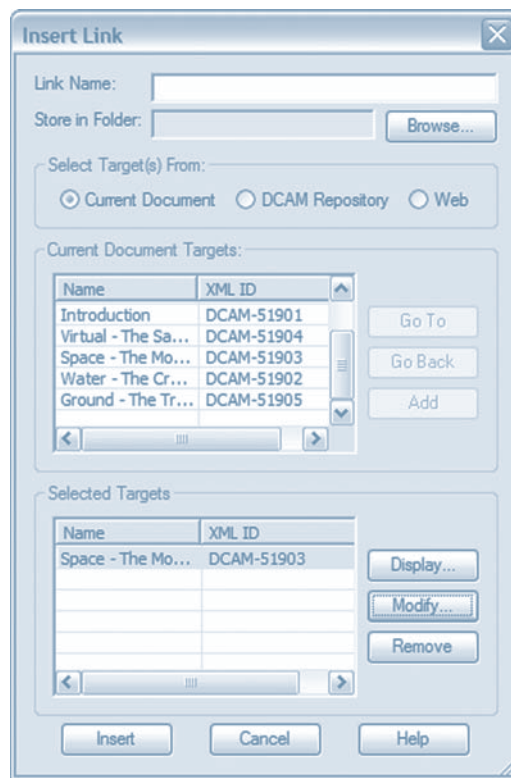 Insert Link
Link Name:
Store in Folder:
Browse...
Select Target(s) From:
Current Document DCAM Repository Web
Current Document Targets:
Name XML ID
Introduction DCAM-51901
Virtual - The Sa... DCAM-51904
Space - The Mo... DCAM-51903
Water - The Cr... DCAM-51902
Ground - The Tr... DCAM-51905
Go To
Go Back
Add
Selected Targets
Name XML ID
Space - The Mo... DCAM-51903
Display...
Modify...
Remove
Insert Cancel Help